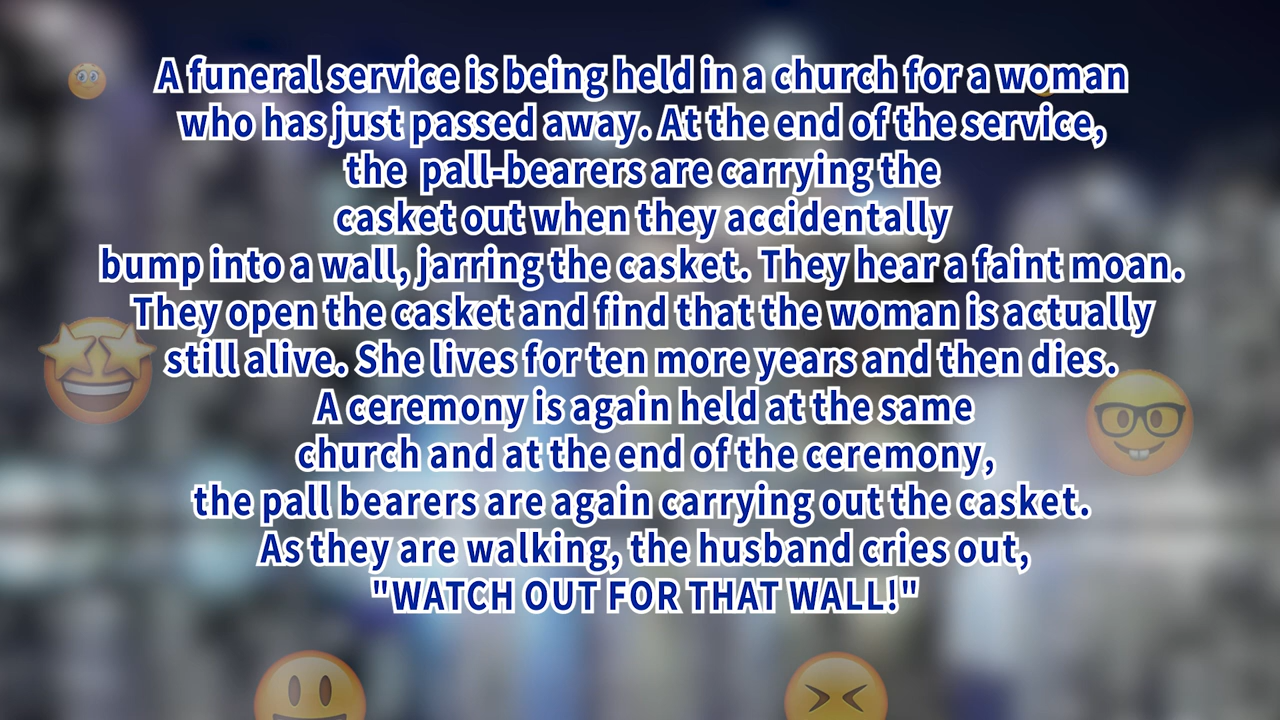 A funeral service is being held in a church for a woman
who has just passed away. At the end of the service,
the pall-bearers are carrying the
casket out when they accidentally
bump into a wall, jarring the casket. They hear a faint moan.
They open the casket and find that the woman is actually
still alive. She lives for ten more years and then dies.
A ceremony is again held at the same
church and at the end of the ceremony,
the pall bearers are again carrying out the casket.
As they are walking, the husband cries out,
"WATCH OUT FOR THAT WALL!"